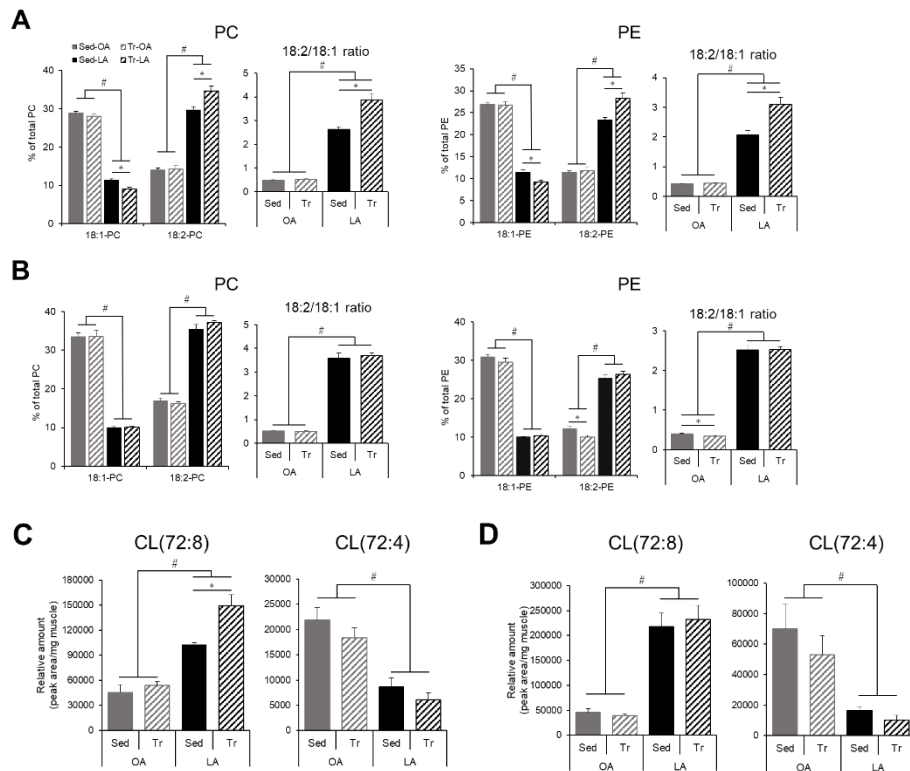 A
PC
PE
Sed-OA Tr-OA
Sed-LA Tr-LA
18:2/18:1 ratio
18:2/18:1 ratio
% of total PC
40
30
20
10
0
# * # *
18:1-PC 18:2-PC
5
4
3
2
1
0
# *
Sed Tr Sed Tr
OA LA
% of total PE
35
30
25
20
15
10
5
0
# * # *
18:1-PE 18:2-PE
4
3
2
1
0
# *
Sed Tr Sed Tr
OA LA
B
PC
PE
18:2/18:1 ratio
18:2/18:1 ratio
% of total PC
40
30
20
10
0
# #
18:1-PC 18:2-PC
5
4
3
2
1
0
#
Sed Tr Sed Tr
OA LA
% of total PE
40
30
20
10
0
# * #
18:1-PE 18:2-PE
3
2
1
0
# *
Sed Tr Sed Tr
OA LA
C
CL(72:8)
CL(72:4)
Relative amount
(peak area/mg muscle)
180000
150000
120000
90000
60000
30000
0
# *
Sed Tr Sed Tr
OA LA
30000
25000
20000
15000
10000
5000
0
#
Sed Tr Sed Tr
OA LA
D
CL(72:8)
CL(72:4)
Relative amount
(peak area/mg muscle)
300000
250000
200000
150000
100000
50000
0
#
Sed Tr Sed Tr
OA LA
100000
80000
60000
40000
20000
0
#
Sed Tr Sed Tr
OA LA